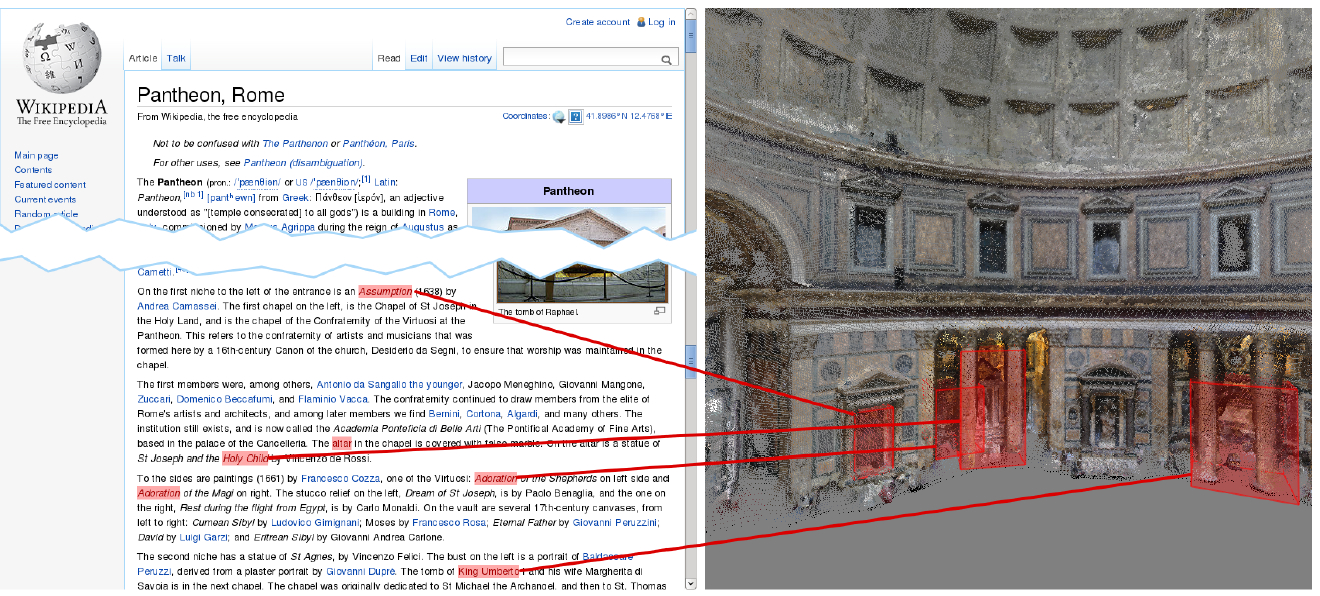 Create account Log in
WIKIPEDIA
The Free Encyclopedia
Article Talk
Read Edit View history
Main page
Contents
Featured content
Current events
Random article
Pantheon, Rome
From Wikipedia, the free encyclopedia
Coordinates: 41.8986°N 12.4768°E
Not to be confused with The Parthenon or Panthéon, Paris.
For other uses, see Pantheon (disambiguation).
The Pantheon (pron.: /ˈpænθiən/ or US /ˈpænθiɒn/;[1] Latin:
Pantheon,[nb 1] [pantʰewn] from Greek: Πάνθεον [ἱερόν], an adjective
understood as "[temple consecrated] to all gods") is a building in Rome,
commissioned by Marcus Agrippa during the reign of Augustus as
Pantheon
The tomb of Raphael.
Cametti.
On the first niche to the left of the entrance is an Assumption (1638) by
Andrea Camassei. The first chapel on the left, is the Chapel of St Joseph in
the Holy Land, and is the chapel of the Confraternity of the Virtuosi at the
Pantheon. This refers to the confraternity of artists and musicians that was
formed here by a 16th-century Canon of the church, Desiderio da Segni, to ensure that worship was maintained in the
chapel.
The first members were, among others, Antonio da Sangallo the younger, Jacopo Meneghino, Giovanni Mangone,
Zuccari, Domenico Beccafumi, and Flaminio Vacca. The confraternity continued to draw members from the elite of
Rome's artists and architects, and among later members we find Bernini, Cortona, Algardi, and many others. The
institution still exists, and is now called the Academia Ponteficia di Belle Arti (The Pontifical Academy of Fine Arts),
based in the palace of the Cancelleria. The altar in the chapel is covered with false marble. On the altar is a statue of
St Joseph and the Holy Child by Vincenzo de Rossi.
To the sides are paintings (1661) by Francesco Cozza, one of the Virtuosi: Adoration of the Shepherds on left side and
Adoration of the Magi on right. The stucco relief on the left, Dream of St Joseph, is by Paolo Benaglia, and the one on
the right, Rest during the flight from Egypt, is by Carlo Monaldi. On the vault are several 17th-century canvases, from
left to right: Cumean Sibyl by Ludovico Gimignani; Moses by Francesco Rosa; Eternal Father by Giovanni Peruzzini;
David by Luigi Garzi; and Eritrean Sibyl by Giovanni Andrea Carlone.
The second niche has a statue of St Agnes, by Vincenzo Felici. The bust on the left is a portrait of Baldassare
Peruzzi, derived from a plaster portrait by Giovanni Duprè. The tomb of King Umberto I and his wife Margherita di
Savoia is in the next chapel. The chapel was originally dedicated to St Michael the Archangel, and then to St. Thomas